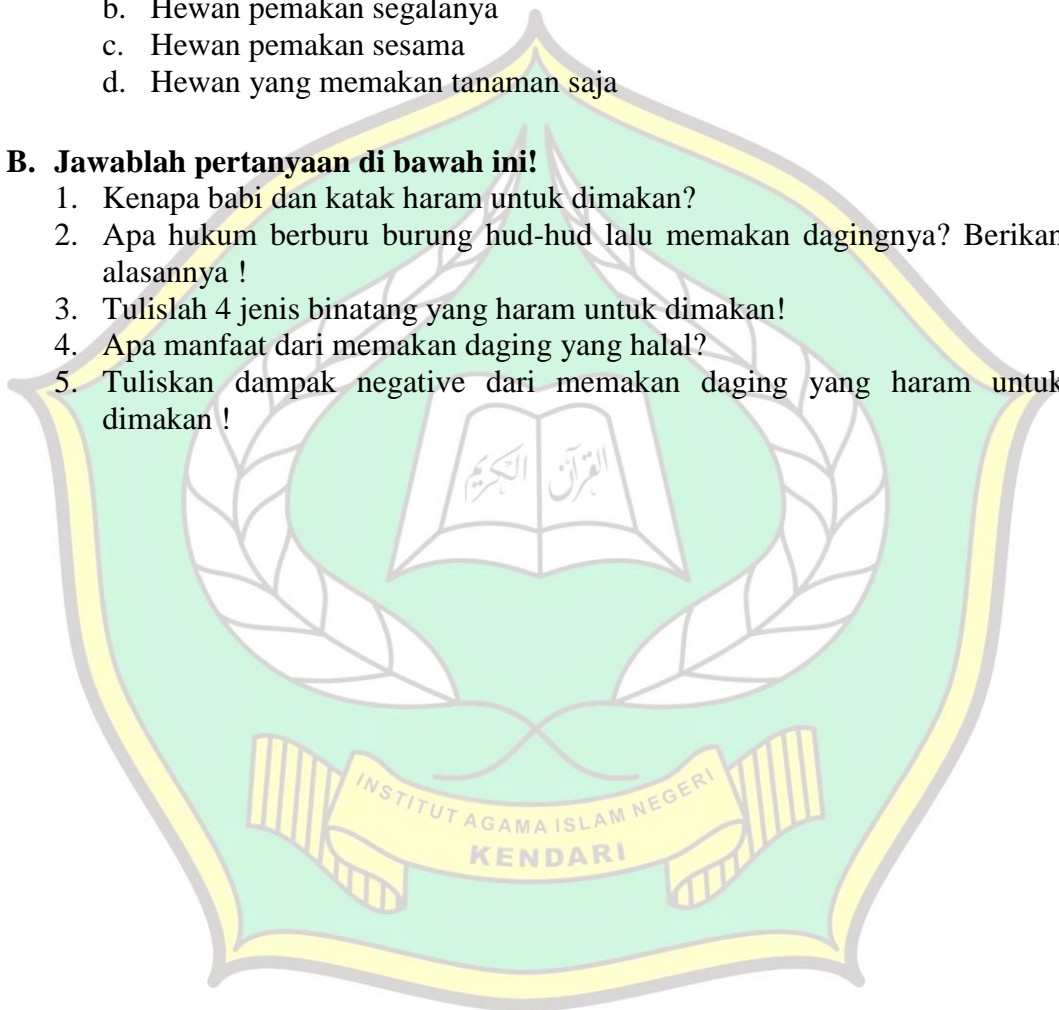 b. Hewan pemakan segalanya
c. Hewan pemakan sesama
d. Hewan yang memakan tanaman saja
B. Jawablah pertanyaan di bawah ini!
1. Kenapa babi dan katak haram untuk dimakan?
2. Apa hukum berburu burung hud-hud lalu memakan dagingnya? Berikan
alasannya !
3. Tulislah 4 jenis binatang yang haram untuk dimakan!
4. Apa manfaat dari memakan daging yang halal?
5. Tuliskan dampak negative dari memakan daging yang haram untuk
dimakan !
القرآن الكريم
INSTITUT AGAMA ISLAM NEGERI
KENDARI